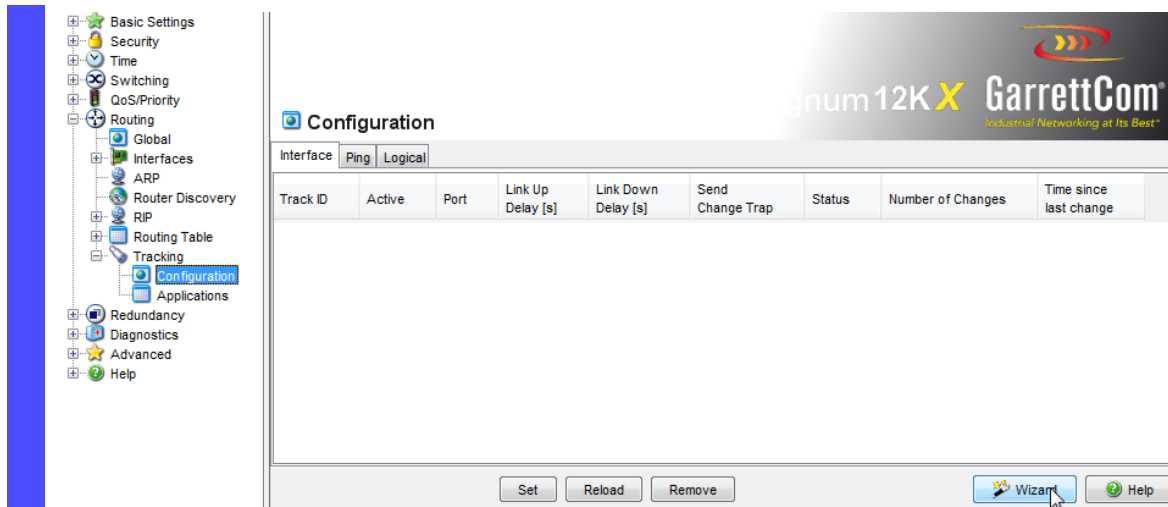 Basic Settings
Security
Time
Switching
QoS/Priority
Routing
Global
Interfaces
ARP
Router Discovery
RIP
Routing Table
Tracking
Configuration
Applications
Redundancy
Diagnostics
Advanced
Help
gnum 12K X
GarrettCom®
Industrial Networking at Its Best™
Configuration
Interface Ping Logical
Track ID Active Port Link Up Delay [s] Link Down Delay [s] Send Change Trap Status Number of Changes Time since last change
Set Reload Remove Wizard Help